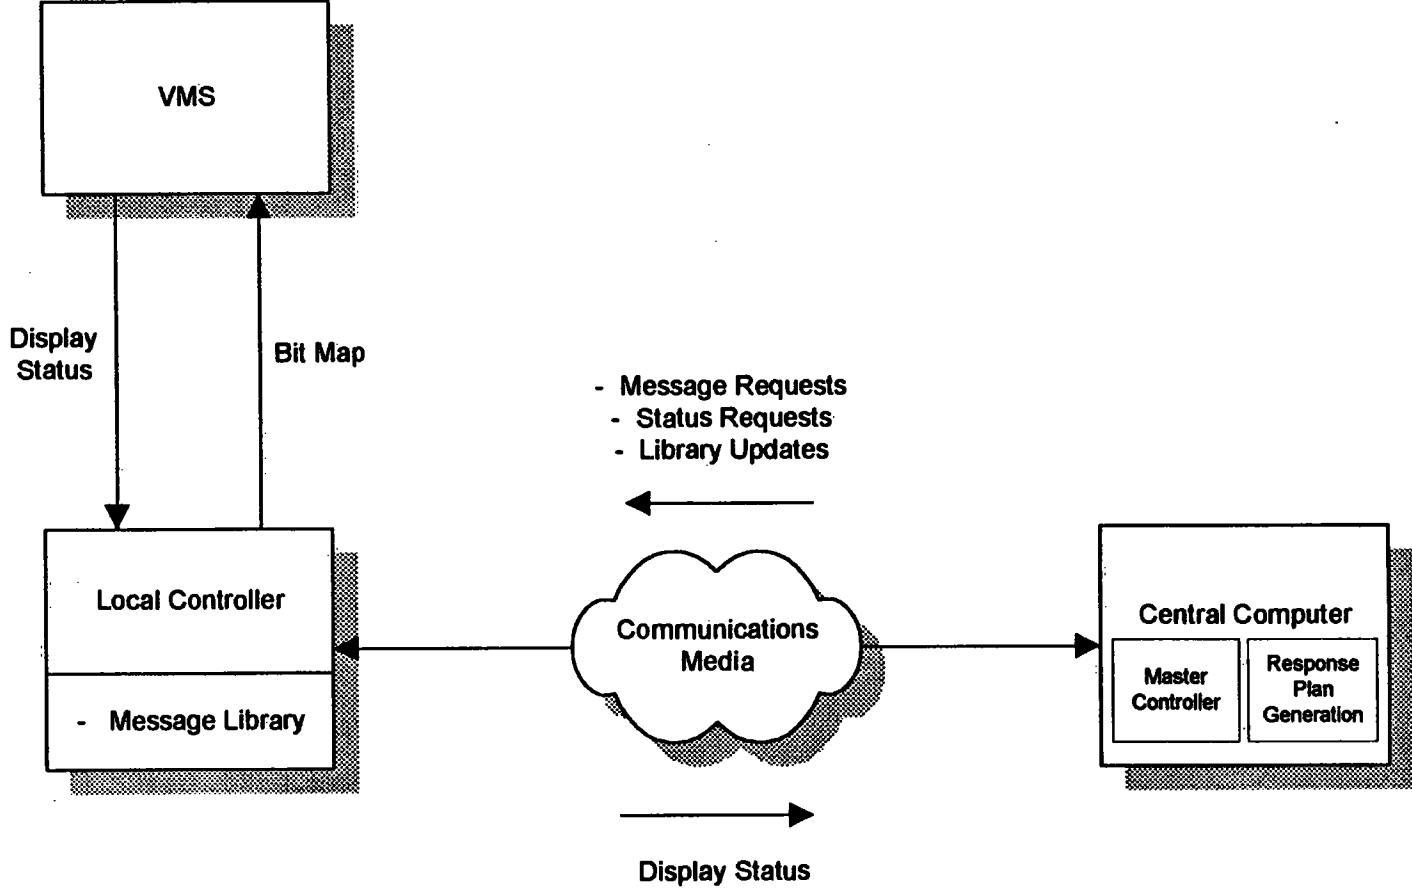 VMS
Display
Status
Bit Map
- Message Requests
- Status Requests
- Library Updates
Local Controller
- Message Library
Communications
Media
Central Computer
Master
Controller
Response
Plan
Generation
Display Status